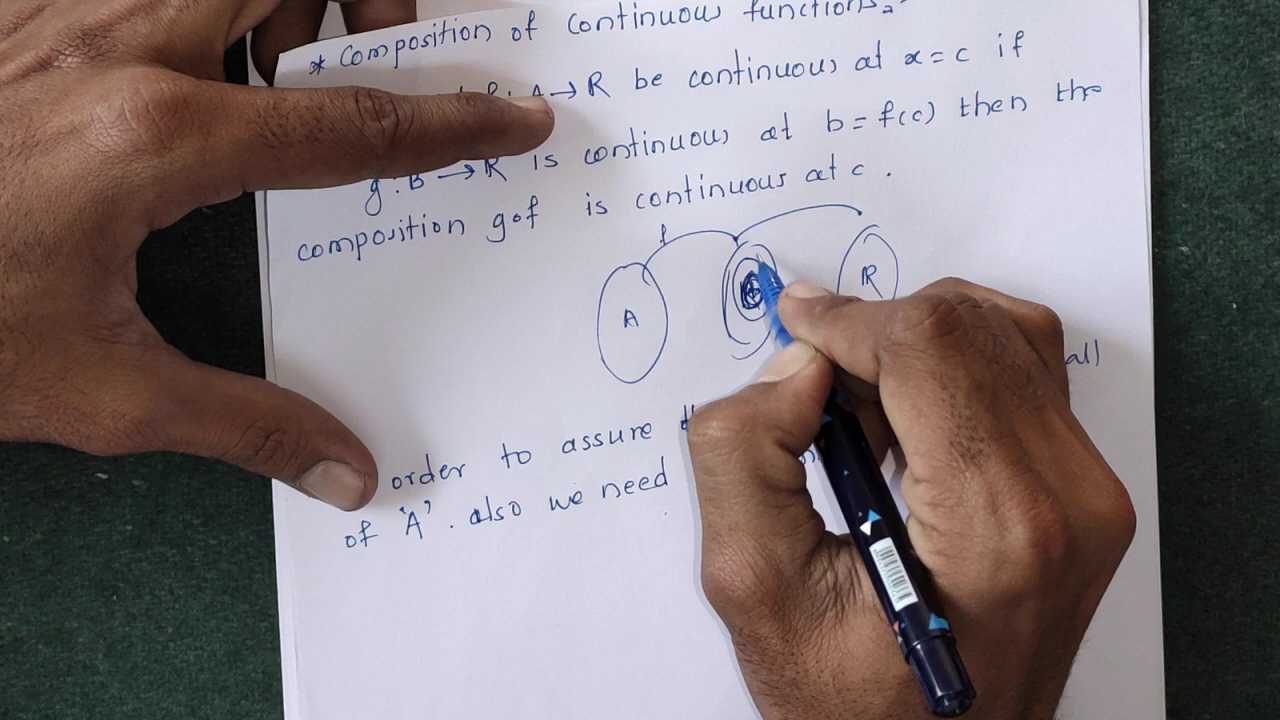 * Composition of continuous functions:-
A → R be continuous at x = c if
g : B → R is continuous at b = f(c) then the
composition gof is continuous at c .
f
A
R
all
order to assure
of 'A' . also we need